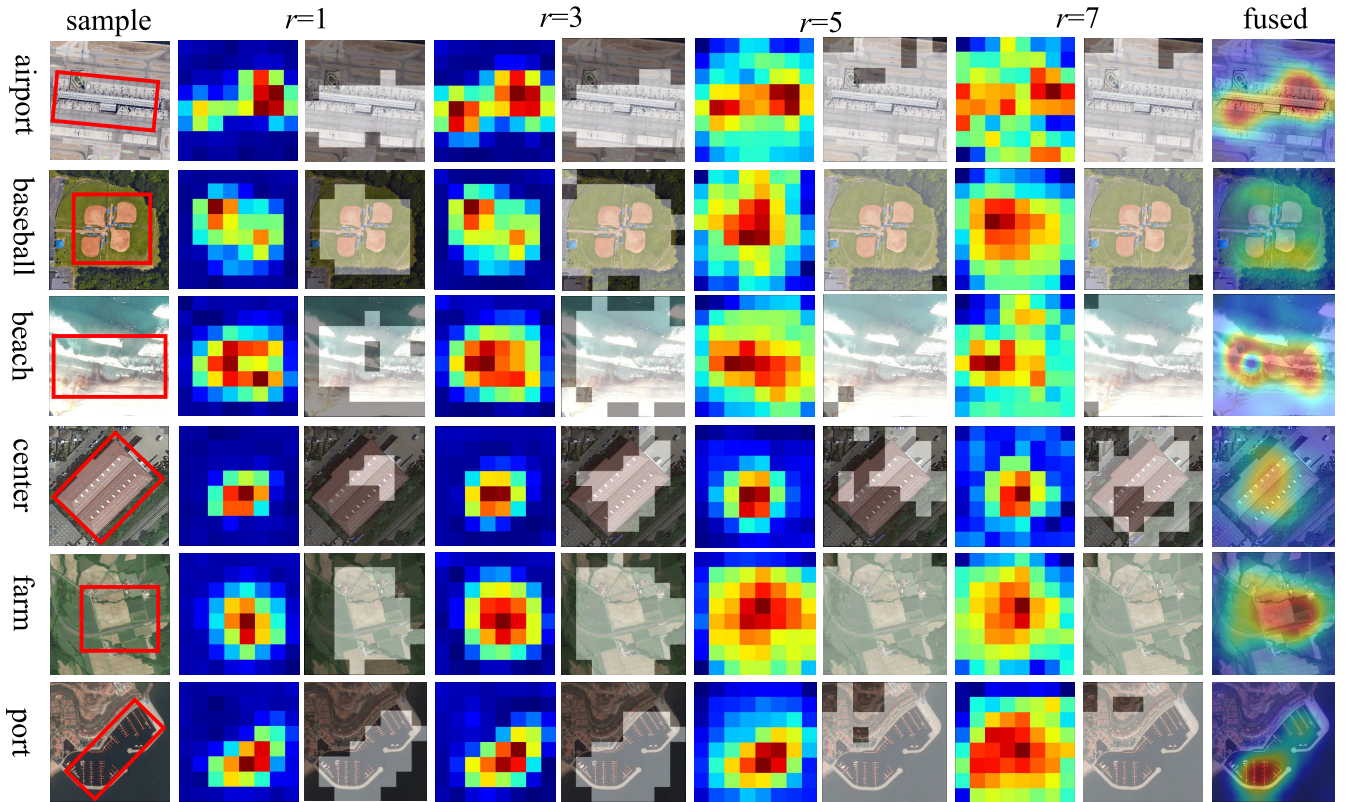 sample r=1 r=3 r=5 r=7 fused
airport
baseball
beach
center
farm
port